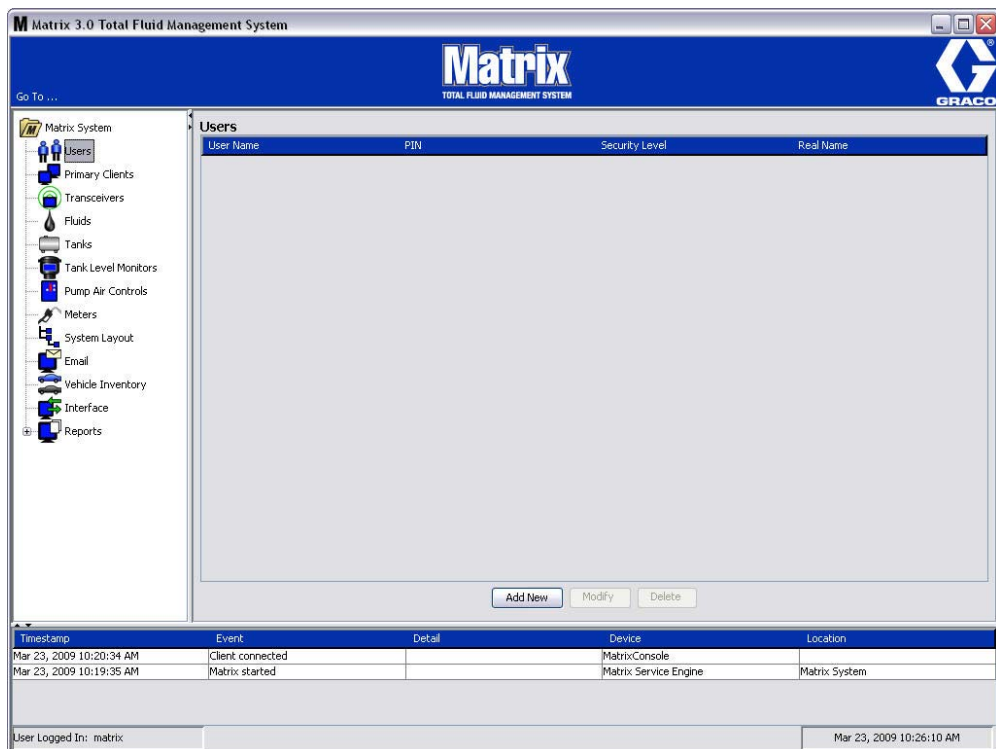 M Matrix 3.0 Total Fluid Management System
Matrix
TOTAL FLUID MANAGEMENT SYSTEM
GRACO®
Go To ...
Matrix System
Users
Primary Clients
Transceivers
Fluids
Tanks
Tank Level Monitors
Pump Air Controls
Meters
System Layout
Email
Vehicle Inventory
Interface
Reports
Users
User Name PIN Security Level Real Name
Add New Modify Delete
Timestamp Event Detail Device Location
Mar 23, 2009 10:20:34 AM Client connected MatrixConsole
Mar 23, 2009 10:19:35 AM Matrix started Matrix Service Engine Matrix System
User Logged In: matrix Mar 23, 2009 10:26:10 AM